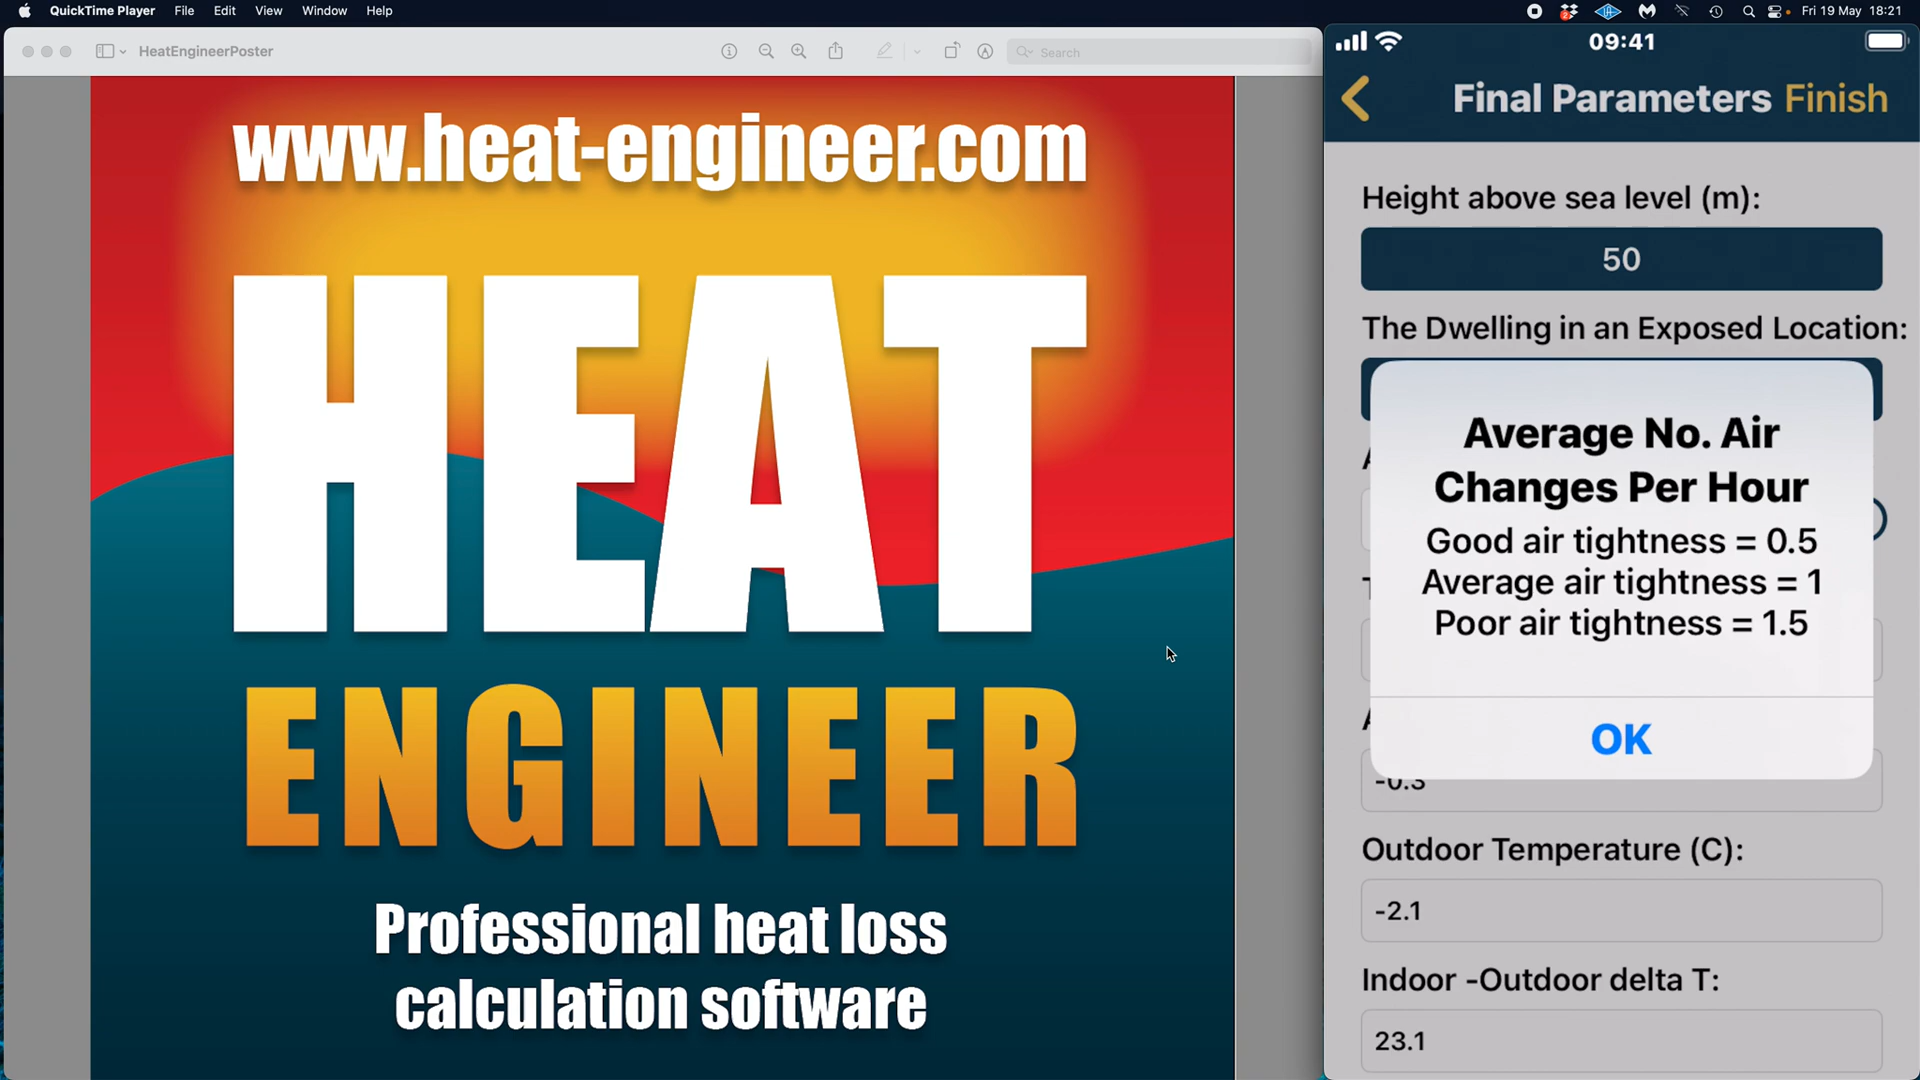 QuickTime Player File Edit View Window Help
Fri 19 May 18:21
HeatEngineerPoster
Search
www.heat-engineer.com
HEAT
ENGINEER
Professional heat loss
calculation software
09:41
Final Parameters Finish
Height above sea level (m):
50
The Dwelling in an Exposed Location:
Average No. Air
Changes Per Hour
Good air tightness = 0.5
Average air tightness = 1
Poor air tightness = 1.5
OK
-0.3
Outdoor Temperature (C):
-2.1
Indoor -Outdoor delta T:
23.1